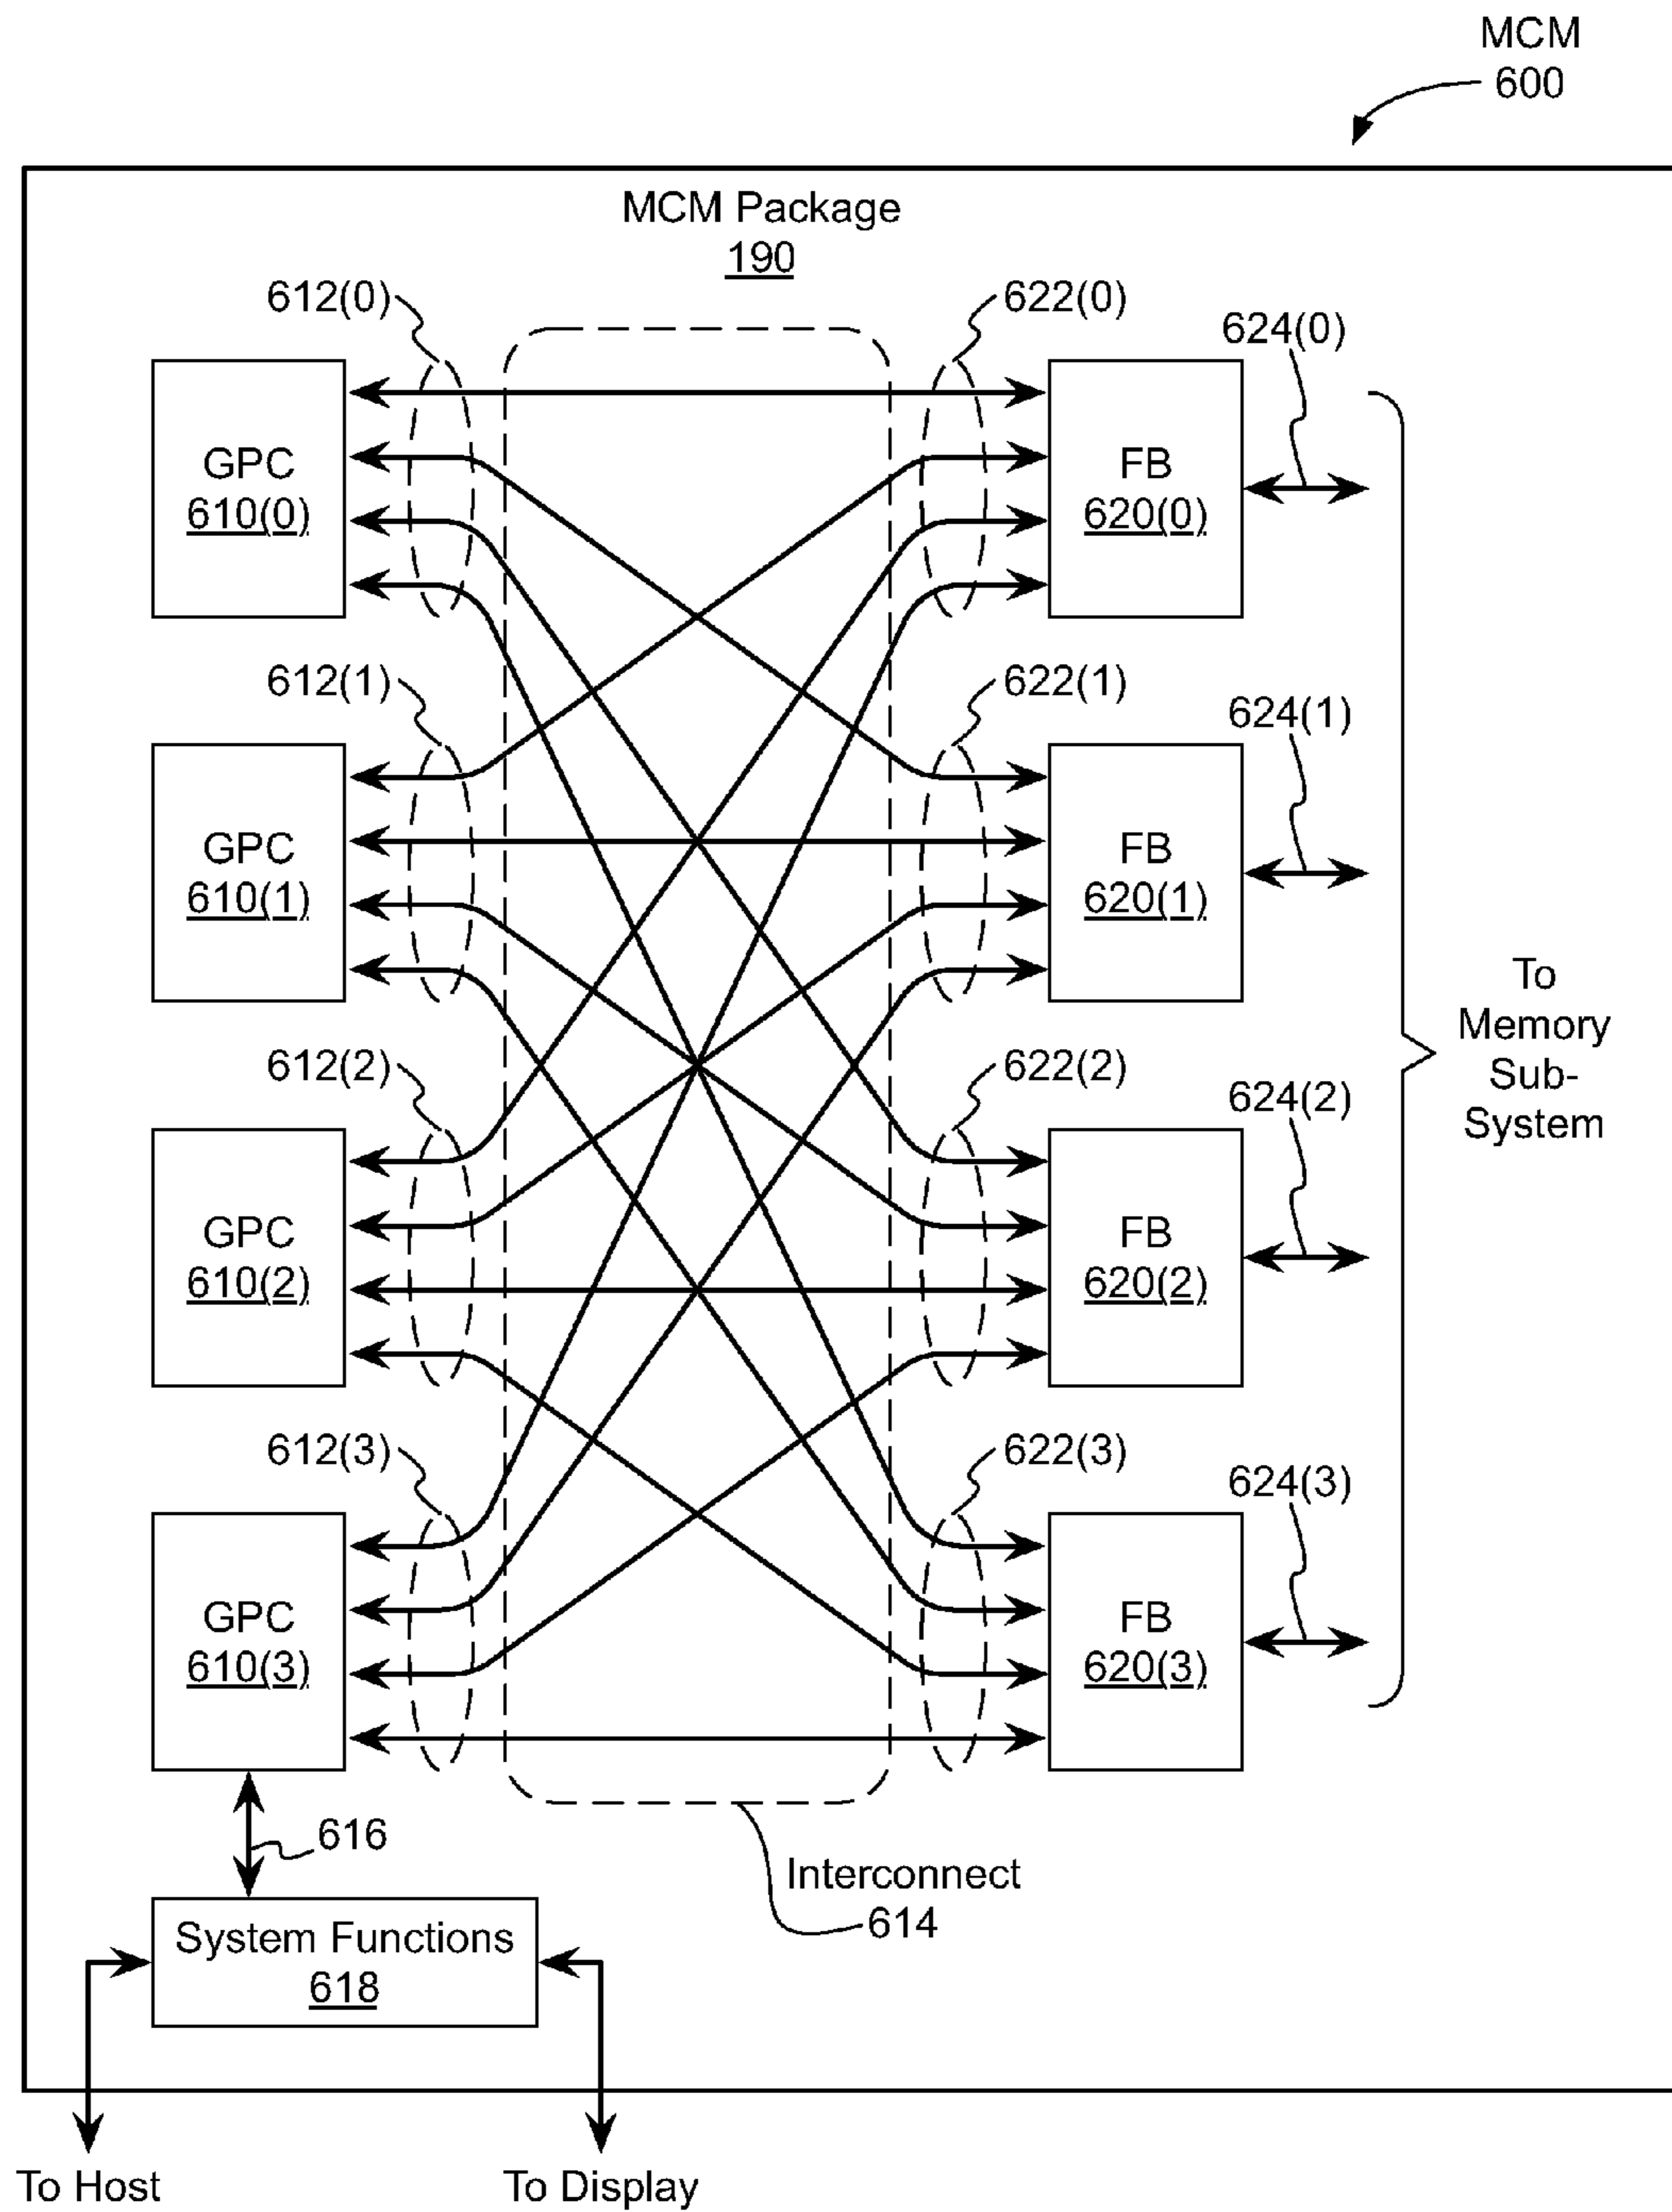 MCM
600
MCM Package
190
612(0)
622(0)
624(0)
GPC
610(0)
FB
620(0)
612(1)
622(1)
624(1)
GPC
610(1)
FB
620(1)
To
Memory
Sub-
System
612(2)
622(2)
624(2)
GPC
610(2)
FB
620(2)
612(3)
622(3)
624(3)
GPC
610(3)
FB
620(3)
616
Interconnect
614
System Functions
618
To Host
To Display